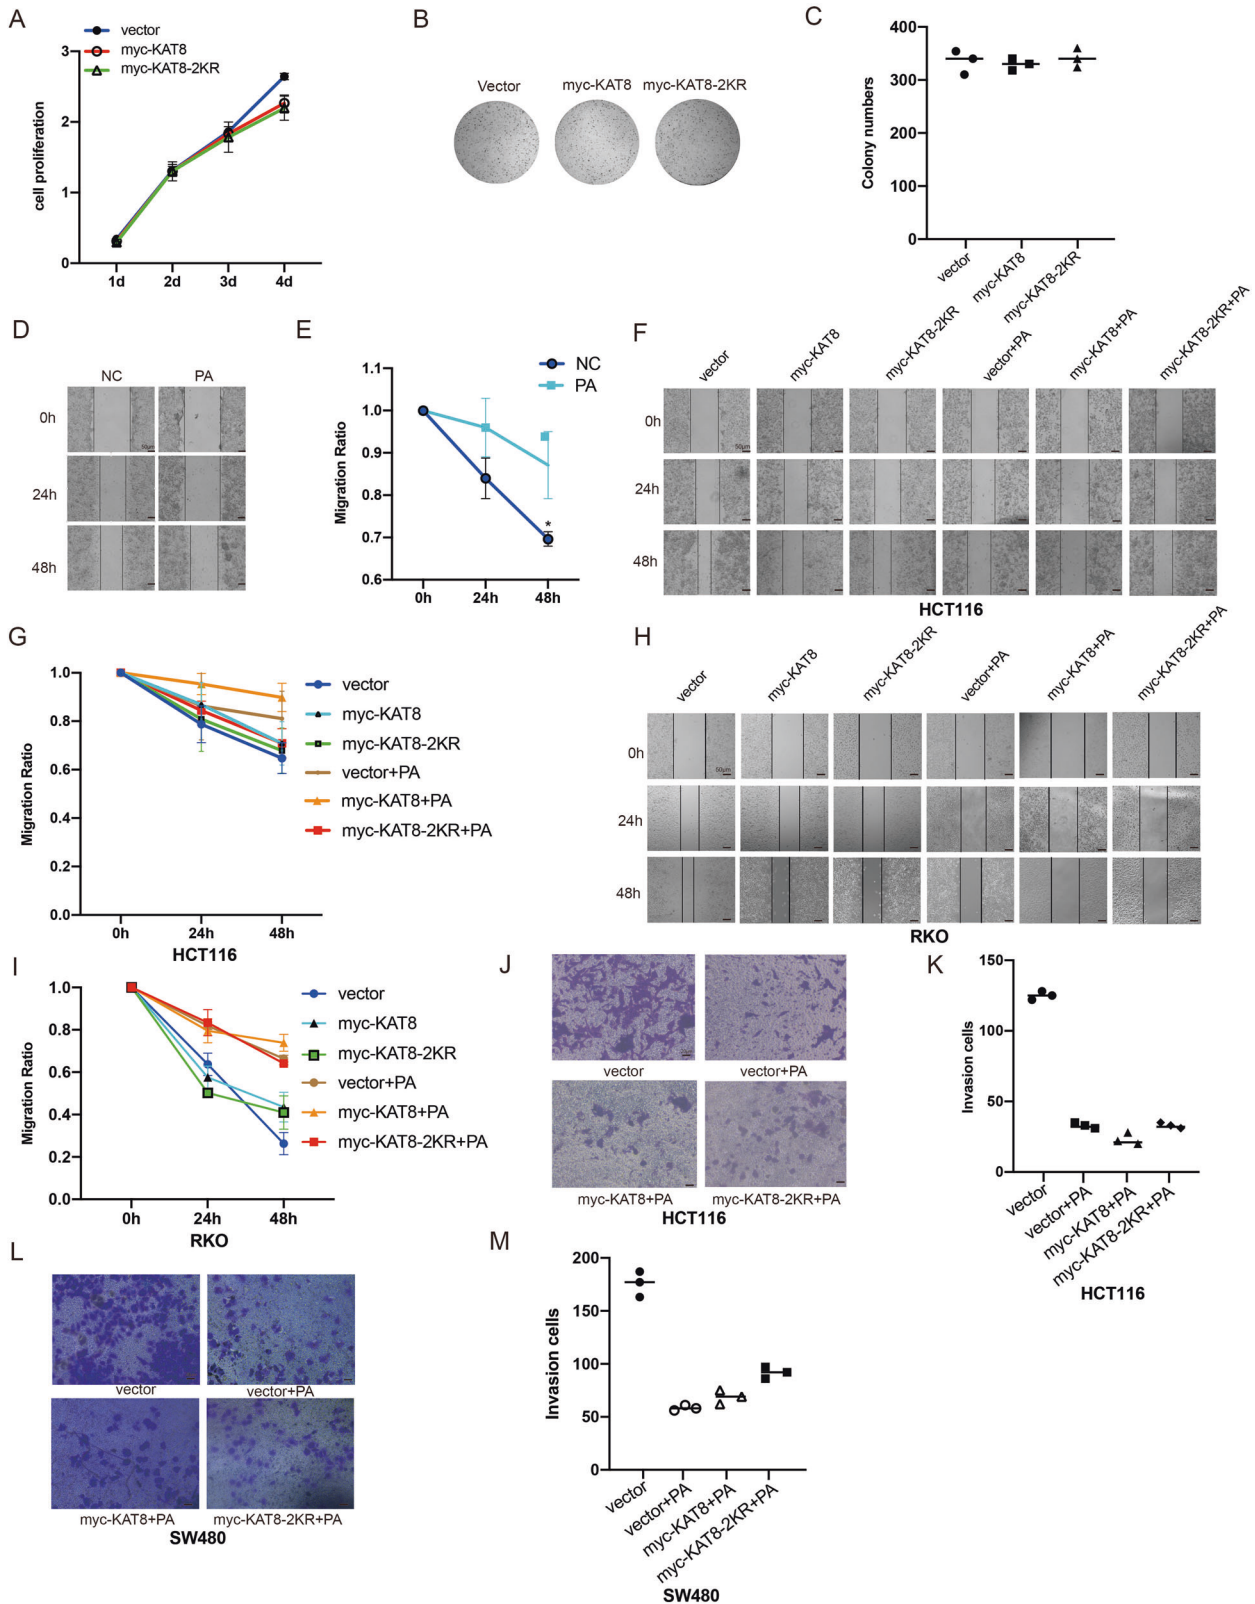 A
vector
myc-KAT8
myc-KAT8-2KR
cell proliferation
3
2
1
0
1d 2d 3d 4d
B
Vector myc-KAT8 myc-KAT8-2KR
C
Colony numbers
400
300
200
100
0
vector myc-KAT8 myc-KAT8-2KR
D
NC PA
0h
50μm
24h
48h
E
NC
PA
Migration Ratio
1.1
1.0
0.9
0.8
0.7
0.6
*
0h 24h 48h
F
vector myc-KAT8 myc-KAT8-2KR vector+PA myc-KAT8+PA myc-KAT8-2KR+PA
0h
50μm
24h
48h
HCT116
G
Migration Ratio
1.0
0.8
0.6
0.4
0.2
0.0
0h 24h 48h
HCT116
vector
myc-KAT8
myc-KAT8-2KR
vector+PA
myc-KAT8+PA
myc-KAT8-2KR+PA
H
vector myc-KAT8 myc-KAT8-2KR vector+PA myc-KAT8+PA myc-KAT8-2KR+PA
0h
50μm
24h
48h
RKO
I
Migration Ratio
1.0
0.8
0.6
0.4
0.2
0.0
0h 24h 48h
RKO
vector
myc-KAT8
myc-KAT8-2KR
vector+PA
myc-KAT8+PA
myc-KAT8-2KR+PA
J
vector vector+PA
myc-KAT8+PA myc-KAT8-2KR+PA
HCT116
K
Invasion cells
150
100
50
0
vector vector+PA myc-KAT8+PA myc-KAT8-2KR+PA
HCT116
L
vector vector+PA
myc-KAT8+PA myc-KAT8-2KR+PA
SW480
M
Invasion cells
200
150
100
50
0
vector vector+PA myc-KAT8+PA myc-KAT8-2KR+PA
SW480